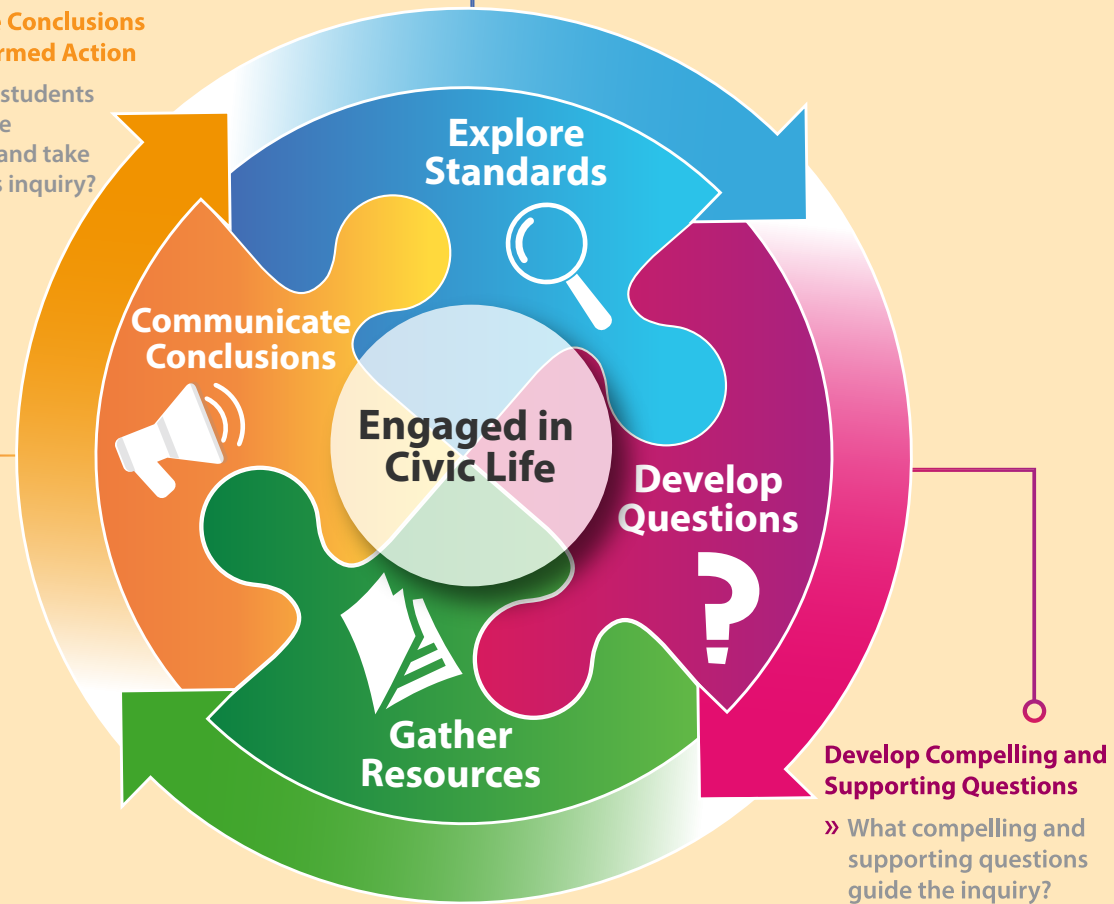 Conclusions
rmed Action
students
e
and take
s inquiry?
Explore
Standards
Communicate
Conclusions
Engaged in
Civic Life
Develop
Questions
?
Gather
Resources
Develop Compelling and
Supporting Questions
» What compelling and
supporting questions
guide the inquiry?